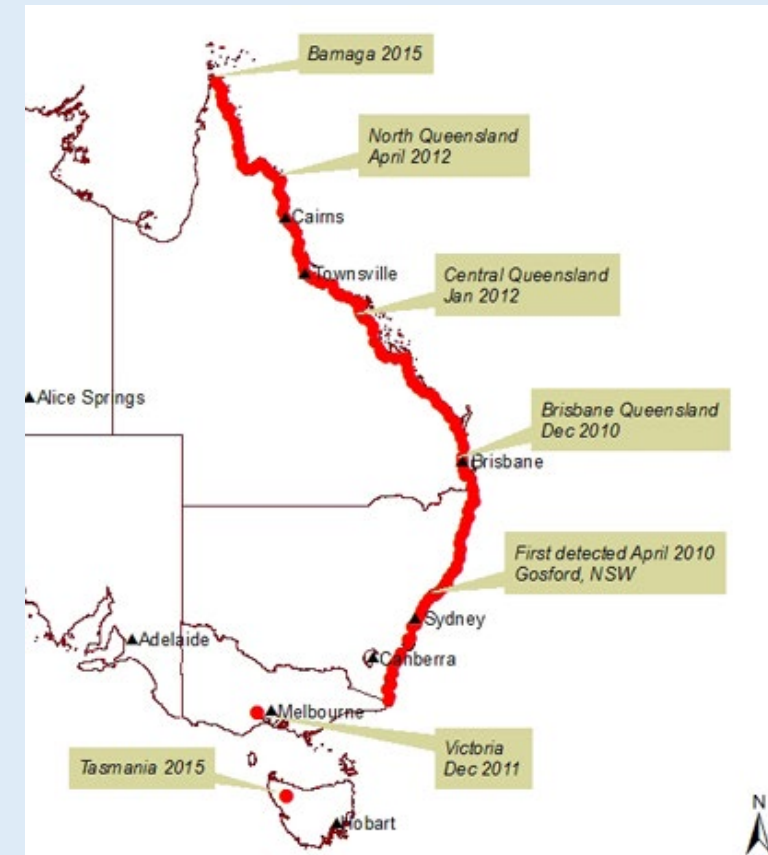 Bamaga 2015
North Queensland
April 2012
Cairns
Townsville
Central Queensland
Jan 2012
Alice Springs
Brisbane Queensland
Dec 2010
Brisbane
First detected April 2010
Gosford, NSW
Sydney
Adelaide
Canberra
Melbourne
Victoria
Dec 2011
Tasmania 2015
Hobart
N